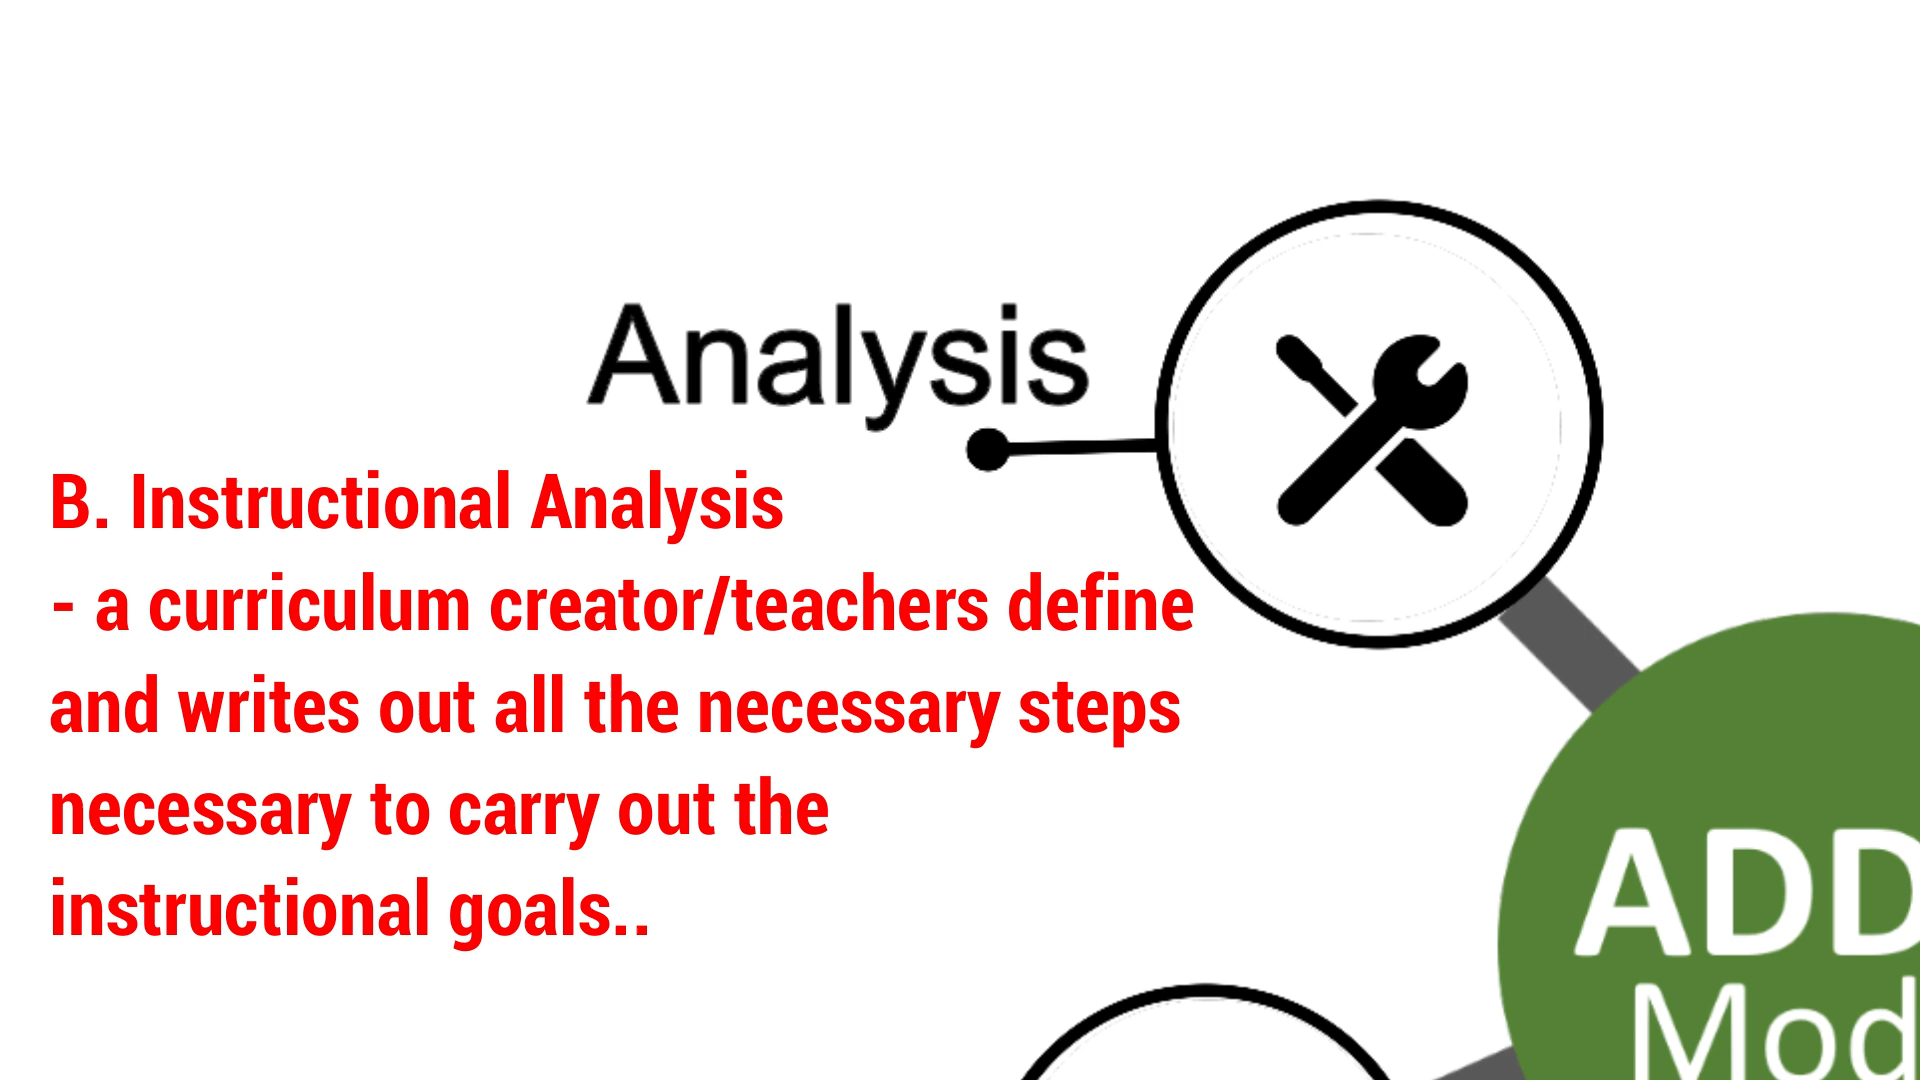 Analysis
B. Instructional Analysis
- a curriculum creator/teachers define
and writes out all the necessary steps
necessary to carry out the
instructional goals..
ADD
Mod